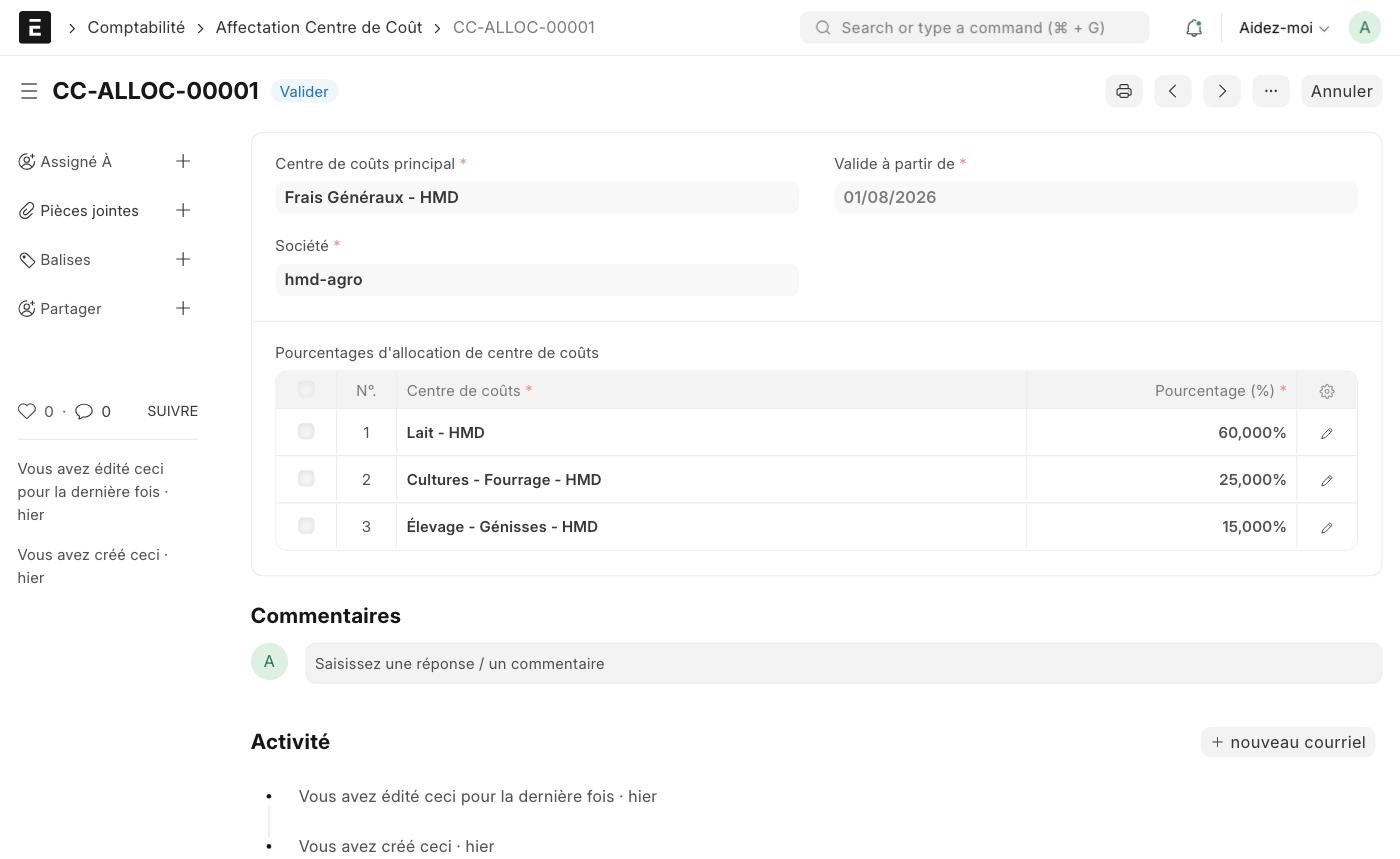 Comptabilité
Affectation Centre de Coût
CC-ALLOC-00001
Search or type a command (⌘ + G)
Aidez-moi
A
CC-ALLOC-00001
Valider
Annuler
Assigné À
Pièces jointes
Balises
Partager
0 · 0 SUIVRE
Vous avez édité ceci
pour la dernière fois ·
hier
Vous avez créé ceci ·
hier
Centre de coûts principal *
Frais Généraux - HMD
Valide à partir de *
01/08/2026
Société *
hmd-agro
Pourcentages d'allocation de centre de coûts
N°. Centre de coûts * Pourcentage (%) *
1 Lait - HMD 60,000%
2 Cultures - Fourrage - HMD 25,000%
3 Élevage - Génisses - HMD 15,000%
Commentaires
A
Saisissez une réponse / un commentaire
Activité
+ nouveau courriel
Vous avez édité ceci pour la dernière fois · hier
Vous avez créé ceci · hier